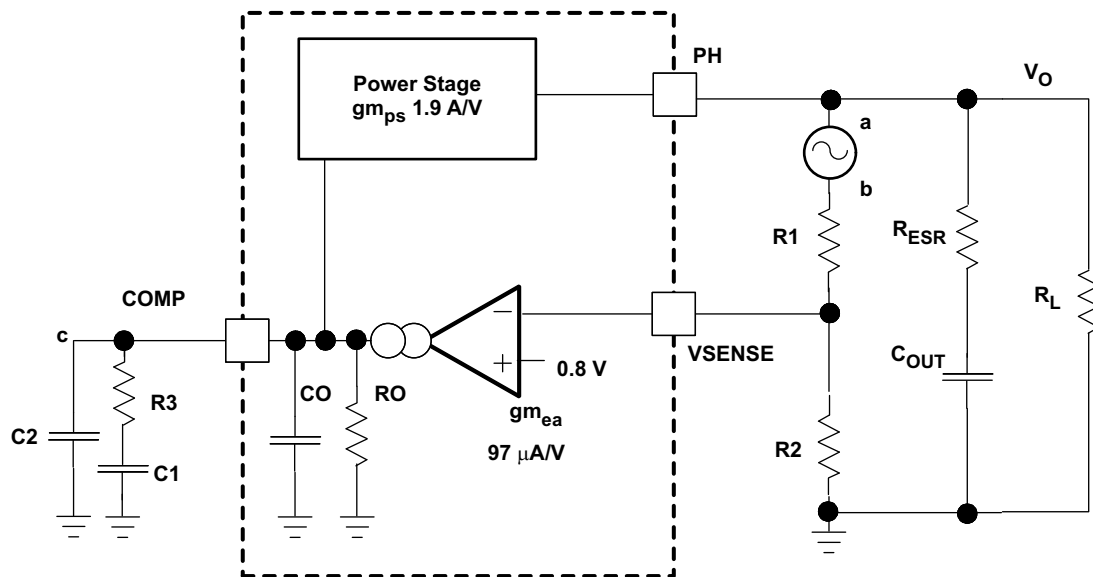 PH
Power Stage
gmps 1.9 A/V
VO
a
b
R1
RESR
RL
COMP
c
VSENSE
0.8 V
COUT
R3
CO
RO
gmea
C2
C1
97 μA/V
R2